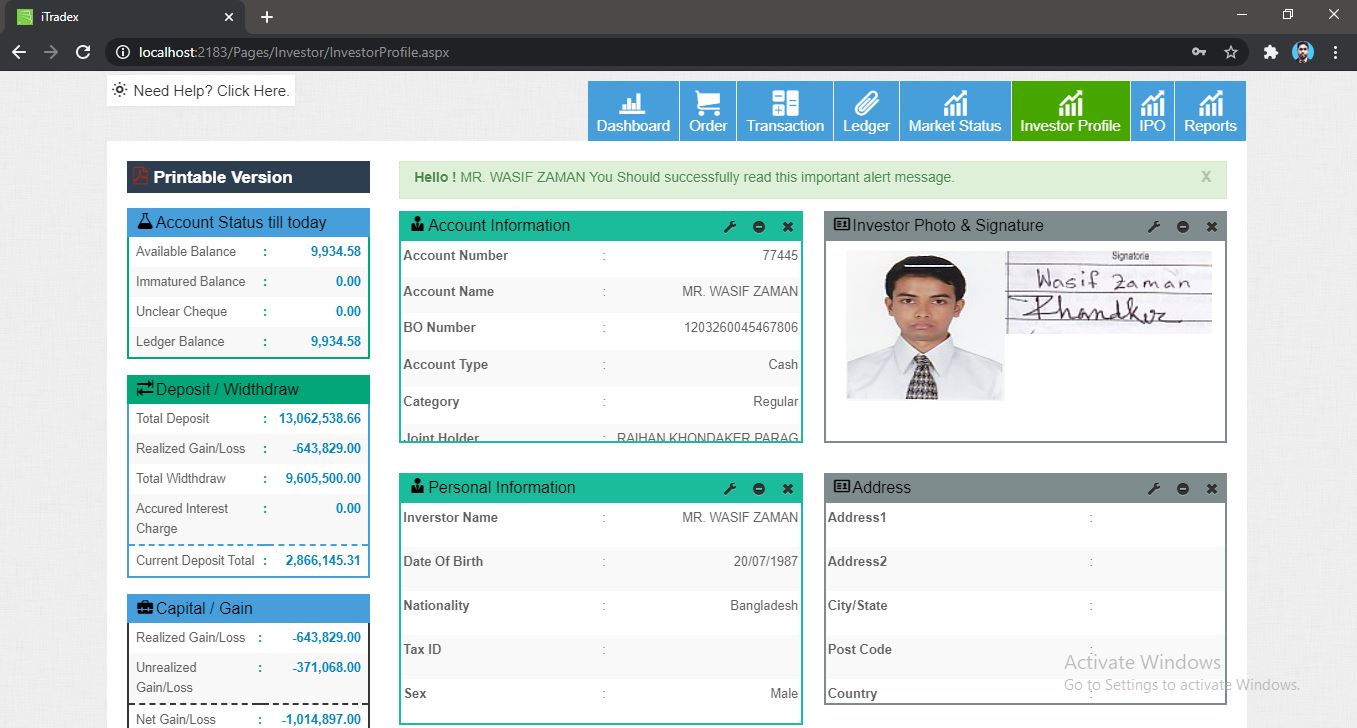 iTradex
localhost:2183/Pages/Investor/InvestorProfile.aspx
Need Help? Click Here.
Dashboard
Order
Transaction
Ledger
Market Status
Investor Profile
IPO
Reports
Printable Version
Hello ! MR. WASIF ZAMAN You Should successfully read this important alert message.
X
Account Status till today
Available Balance : 9,934.58
Immatured Balance : 0.00
Unclear Cheque : 0.00
Ledger Balance : 9,934.58
Deposit / Widthdraw
Total Deposit : 13,062,538.66
Realized Gain/Loss : -643,829.00
Total Widthdraw : 9,605,500.00
Accured Interest : 0.00
Charge
Current Deposit Total : 2,866,145.31
Capital / Gain
Realized Gain/Loss : -643,829.00
Unrealized : -371,068.00
Gain/Loss
Net Gain/Loss : -1,014,897.00
Account Information
Account Number : 77445
Account Name : MR. WASIF ZAMAN
BO Number : 1203260045467806
Account Type : Cash
Category : Regular
Joint Holder : RAIHAN KHONDAKER PARAG
Investor Photo & Signature
Signatorie
Wasif Zaman
Personal Information
Inverstor Name : MR. WASIF ZAMAN
Date Of Birth : 20/07/1987
Nationality : Bangladesh
Tax ID :
Sex : Male
Address
Address1 :
Address2 :
City/State :
Post Code :
Country :
Activate Windows
Go to Settings to activate Windows.